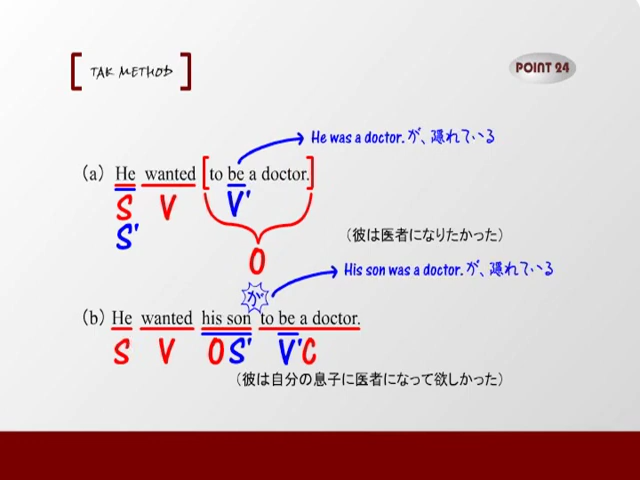 TAK METHOD
POINT 24
He was a doctor. が、隠れている
(a) He wanted [to be a doctor.]
S V V'
S'
(彼は医者になりたかった)
O
His son was a doctor. が、隠れている
が
(b) He wanted his son to be a doctor.
S V O S' V' C
(彼は自分の息子に医者になって欲しかった)